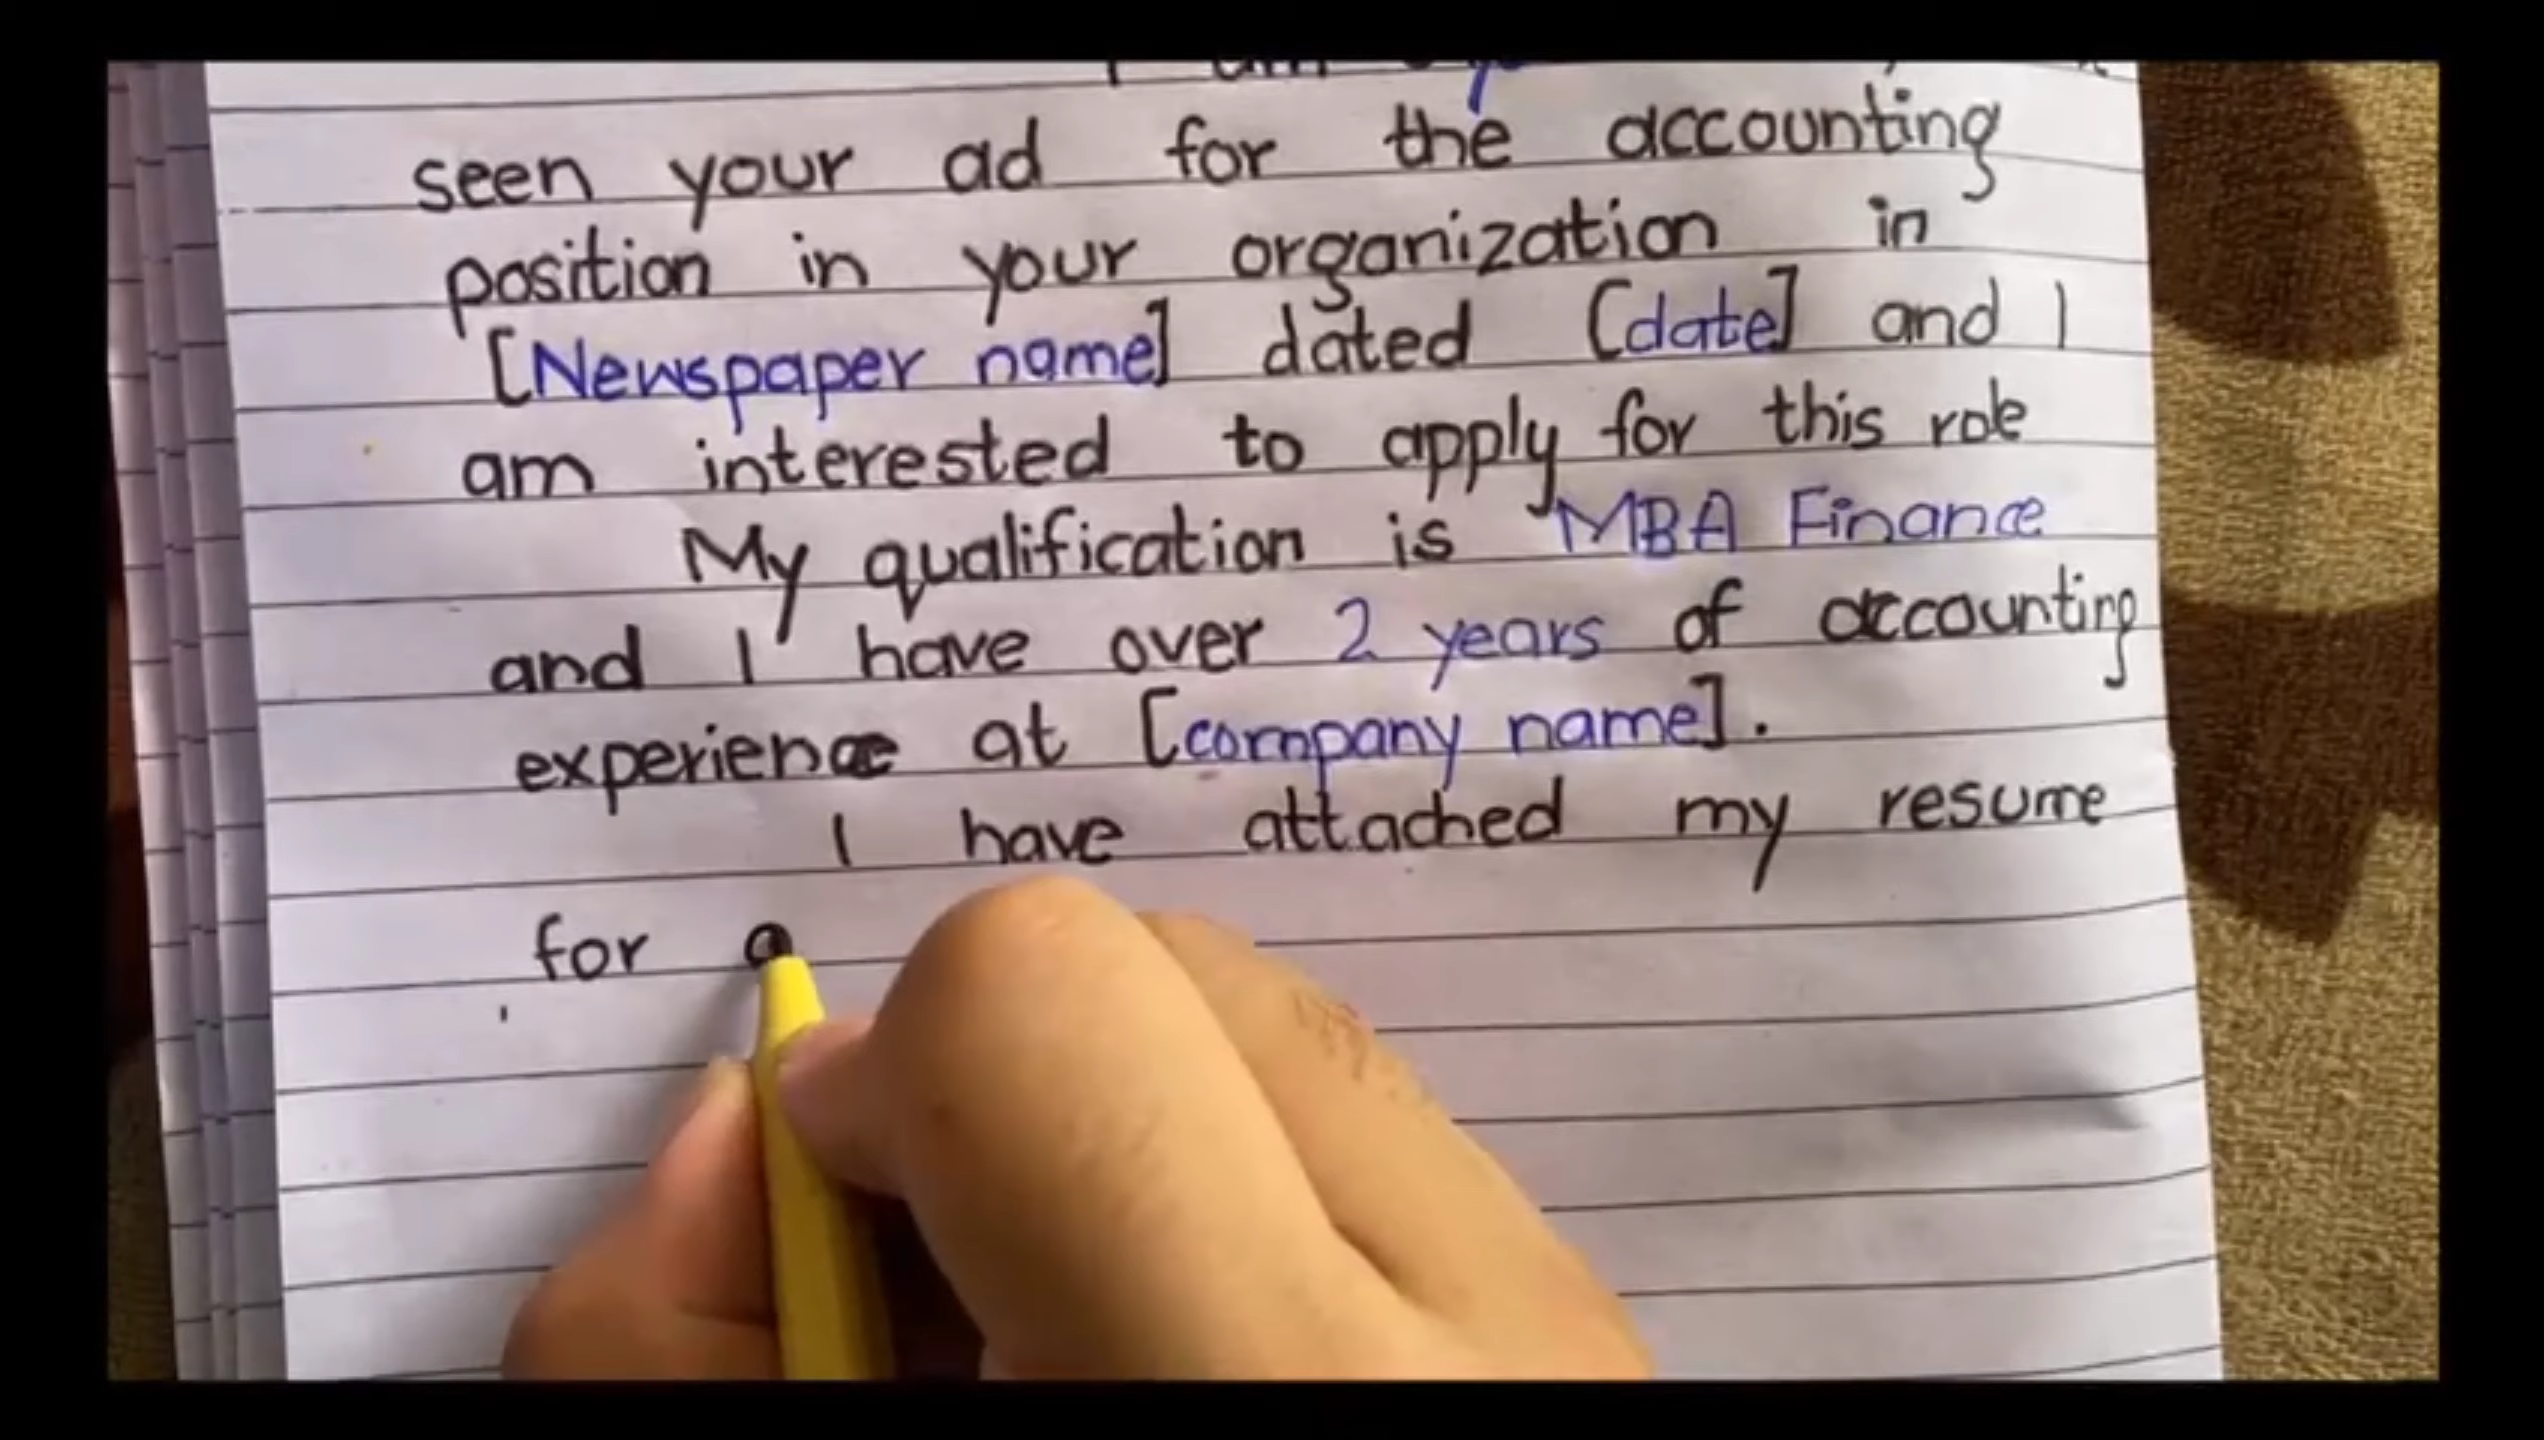 I am
seen your ad for the accounting
position in your organization in
[Newspaper name] dated [date] and I
am interested to apply for this role
My qualification is MBA Finance
and I have over 2 years of accounting
experience at [company name].
I have attached my resume
for